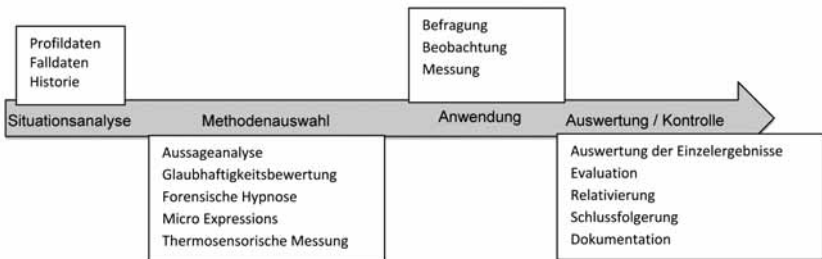 Profildaten
Falldaten
Historie
Befragung
Beobachtung
Messung
Situationsanalyse
Methodenauswahl
Anwendung
Auswertung / Kontrolle
Aussageanalyse
Glaubhaftigkeitsbewertung
Forensische Hypnose
Micro Expressions
Thermosensorische Messung
Auswertung der Einzelergebnisse
Evaluation
Relativierung
Schlussfolgerung
Dokumentation